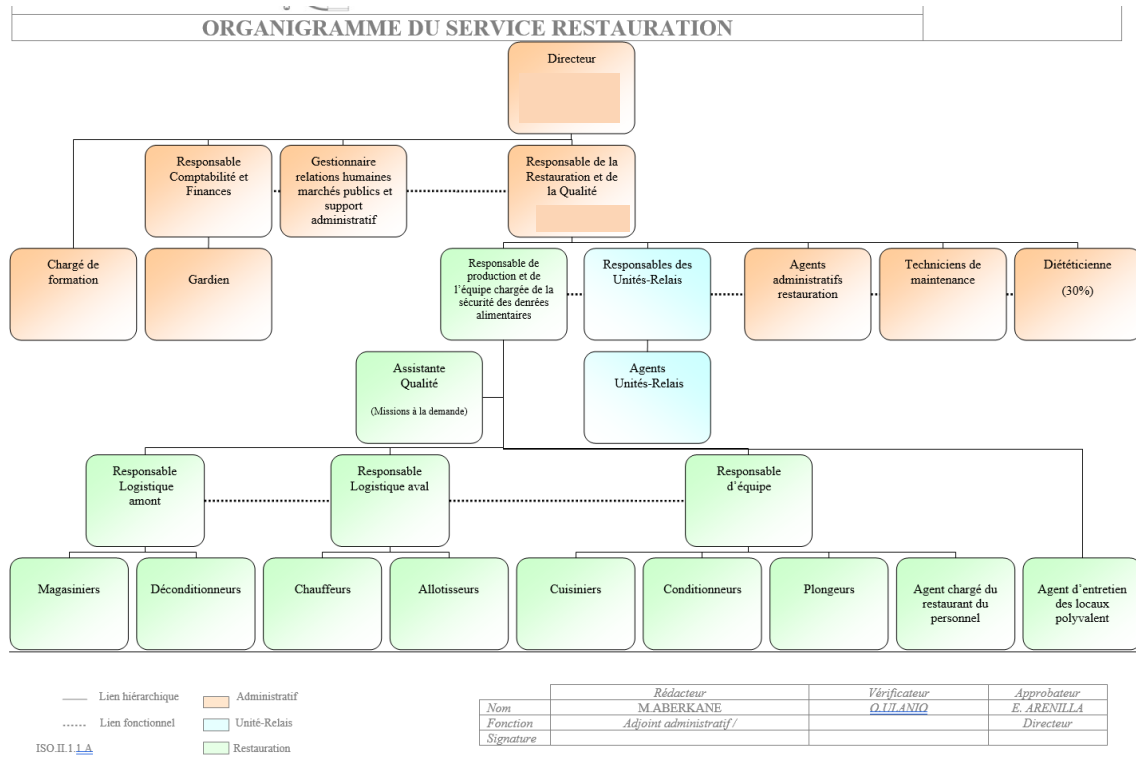 ORGANIGRAMME DU SERVICE RESTAURATION
Directeur
Responsable
Comptabilité et
Finances
Gestionnaire
relations humaines
marchés publics et
support
administratif
Responsable de la
Restauration et de
la Qualité
Chargé de
formation
Gardien
Responsable de
production et de
l'équipe chargée de la
sécurité des denrées
alimentaires
Responsables des
Unités-Relais
Agents
administratifs
restauration
Techniciens de
maintenance
Diététicienne
(30%)
Assistante
Qualité
(Missions à la demande)
Agents
Unités-Relais
Responsable
Logistique
amont
Responsable
Logistique aval
Responsable
d'équipe
Magasiniers
Déconditionneurs
Chauffeurs
Allotisseurs
Cuisiniers
Conditionneurs
Plongeurs
Agent chargé du
restaurant du
personnel
Agent d'entretien
des locaux
polyvalent
Lien hiérarchique
Administratif
Lien fonctionnel
Unité-Relais
ISO.II.1.1.A
Restauration
Rédacteur Vérificateur Approbateur
Nom M.ABERKANE O.ULANIO E. ARENILLA
Fonction Adjoint administratif / Directeur
Signature